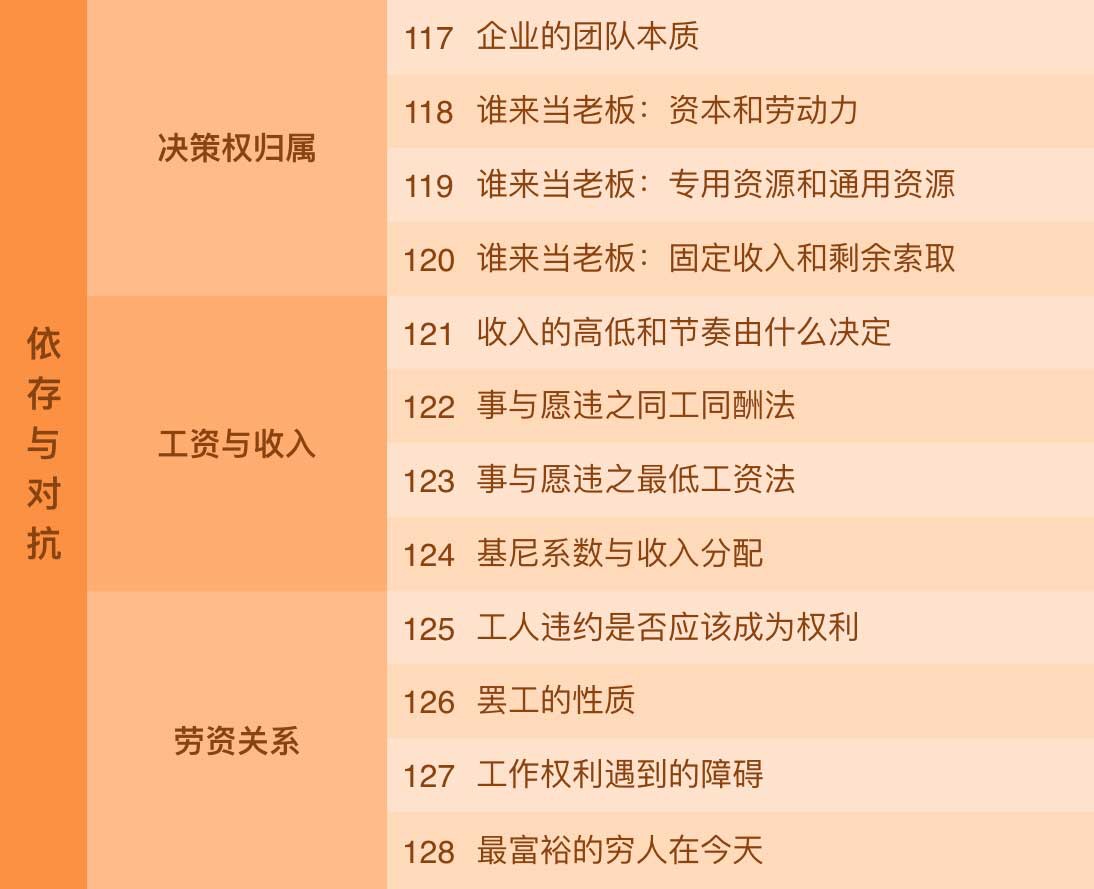 依存与对抗
决策权归属
117 企业的团队本质
118 谁来当老板：资本和劳动力
119 谁来当老板：专用资源和通用资源
120 谁来当老板：固定收入和剩余索取
工资与收入
121 收入的高低和节奏由什么决定
122 事与愿违之同工同酬法
123 事与愿违之最低工资法
124 基尼系数与收入分配
劳资关系
125 工人违约是否应该成为权利
126 罢工的性质
127 工作权利遇到的障碍
128 最富裕的穷人在今天